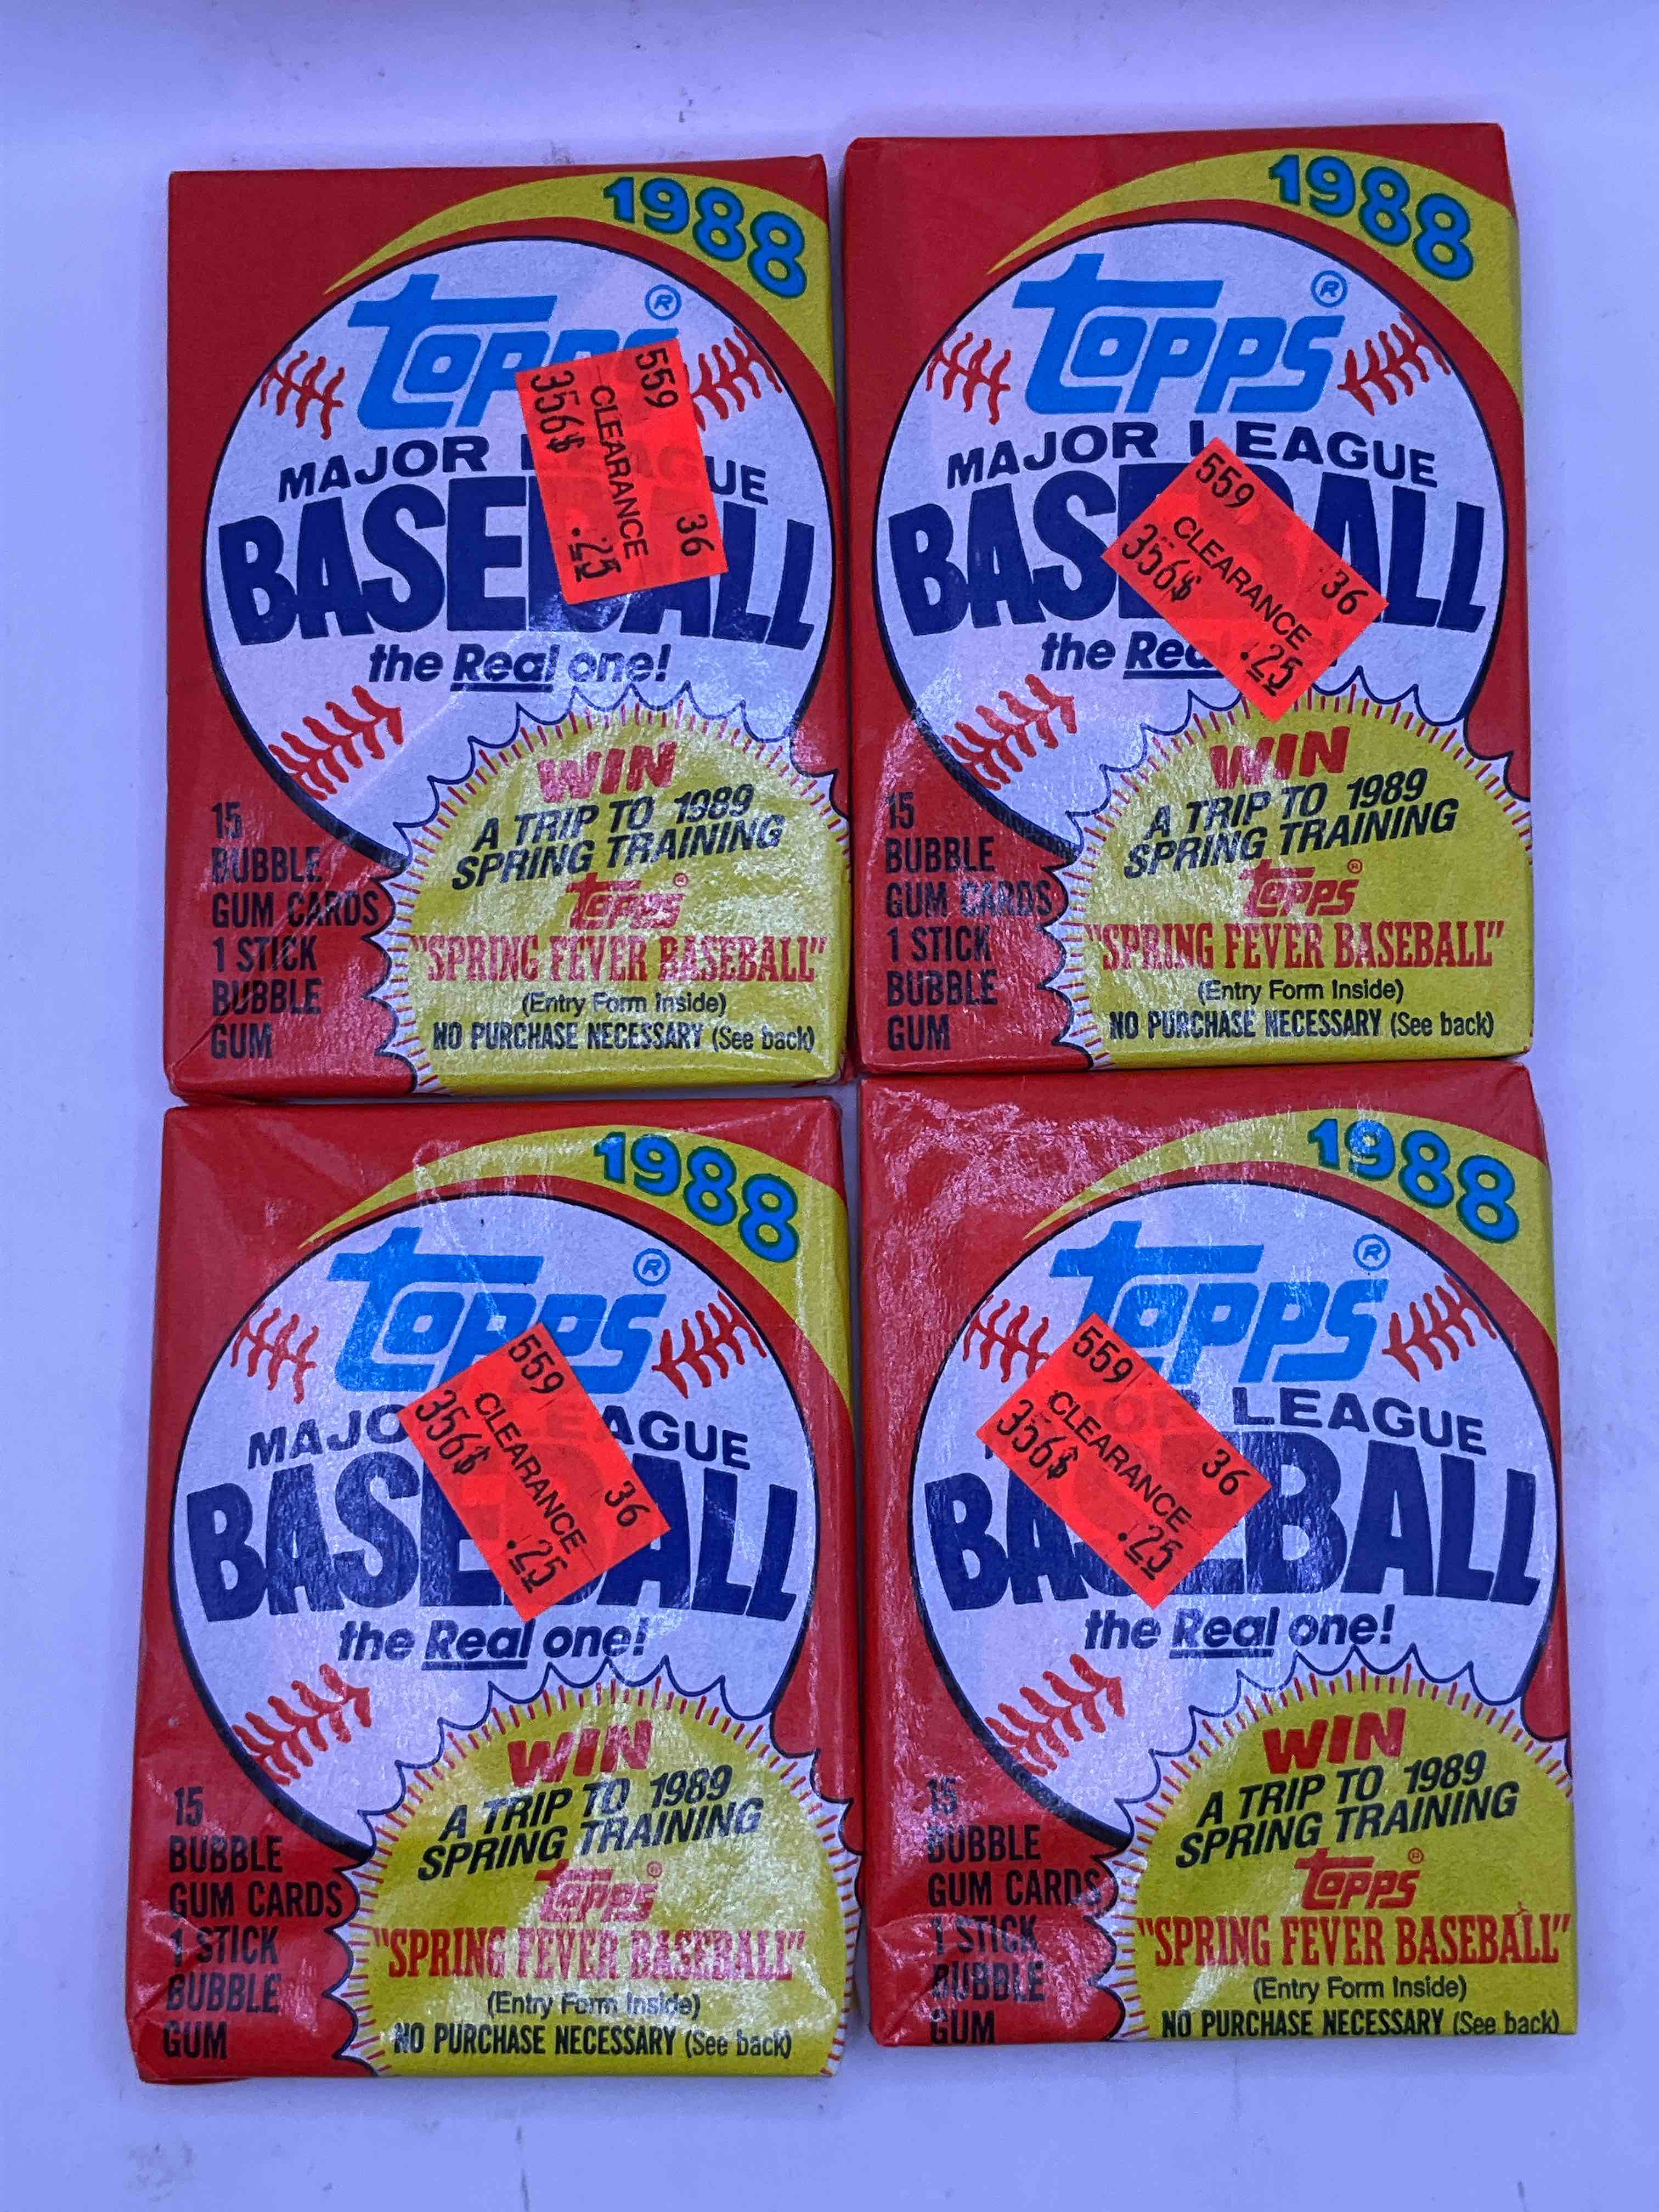 1988
topps®
MAJOR LEAGUE
BASEBALL
the Real one!
559
CLEARANCE 36
356$ .25
WIN
A TRIP TO 1989
SPRING TRAINING
topps®
"SPRING FEVER BASEBALL"
(Entry Form Inside)
NO PURCHASE NECESSARY (See back)
15
BUBBLE
GUM CARDS
1 STICK
BUBBLE
GUM
1988
topps®
MAJOR LEAGUE
BASEBALL
the Real
559
CLEARANCE 36
356$ .25
WIN
A TRIP TO 1989
SPRING TRAINING
topps®
"SPRING FEVER BASEBALL"
(Entry Form Inside)
NO PURCHASE NECESSARY (See back)
15
BUBBLE
GUM CARDS
1 STICK
BUBBLE
GUM
1988
topps®
MAJOR LEAGUE
BASEBALL
the Real one!
559
CLEARANCE 36
356$ .25
WIN
A TRIP TO 1989
SPRING TRAINING
topps®
"SPRING FEVER BASEBALL"
(Entry Form Inside)
NO PURCHASE NECESSARY (See back)
15
BUBBLE
GUM CARDS
1 STICK
BUBBLE
GUM
1988
topps®
MAJOR LEAGUE
BASEBALL
the Real one!
559
CLEARANCE 36
356$ .25
WIN
A TRIP TO 1989
SPRING TRAINING
topps®
"SPRING FEVER BASEBALL"
(Entry Form Inside)
NO PURCHASE NECESSARY (See back)
15
BUBBLE
GUM CARDS
1 STICK
BUBBLE
GUM